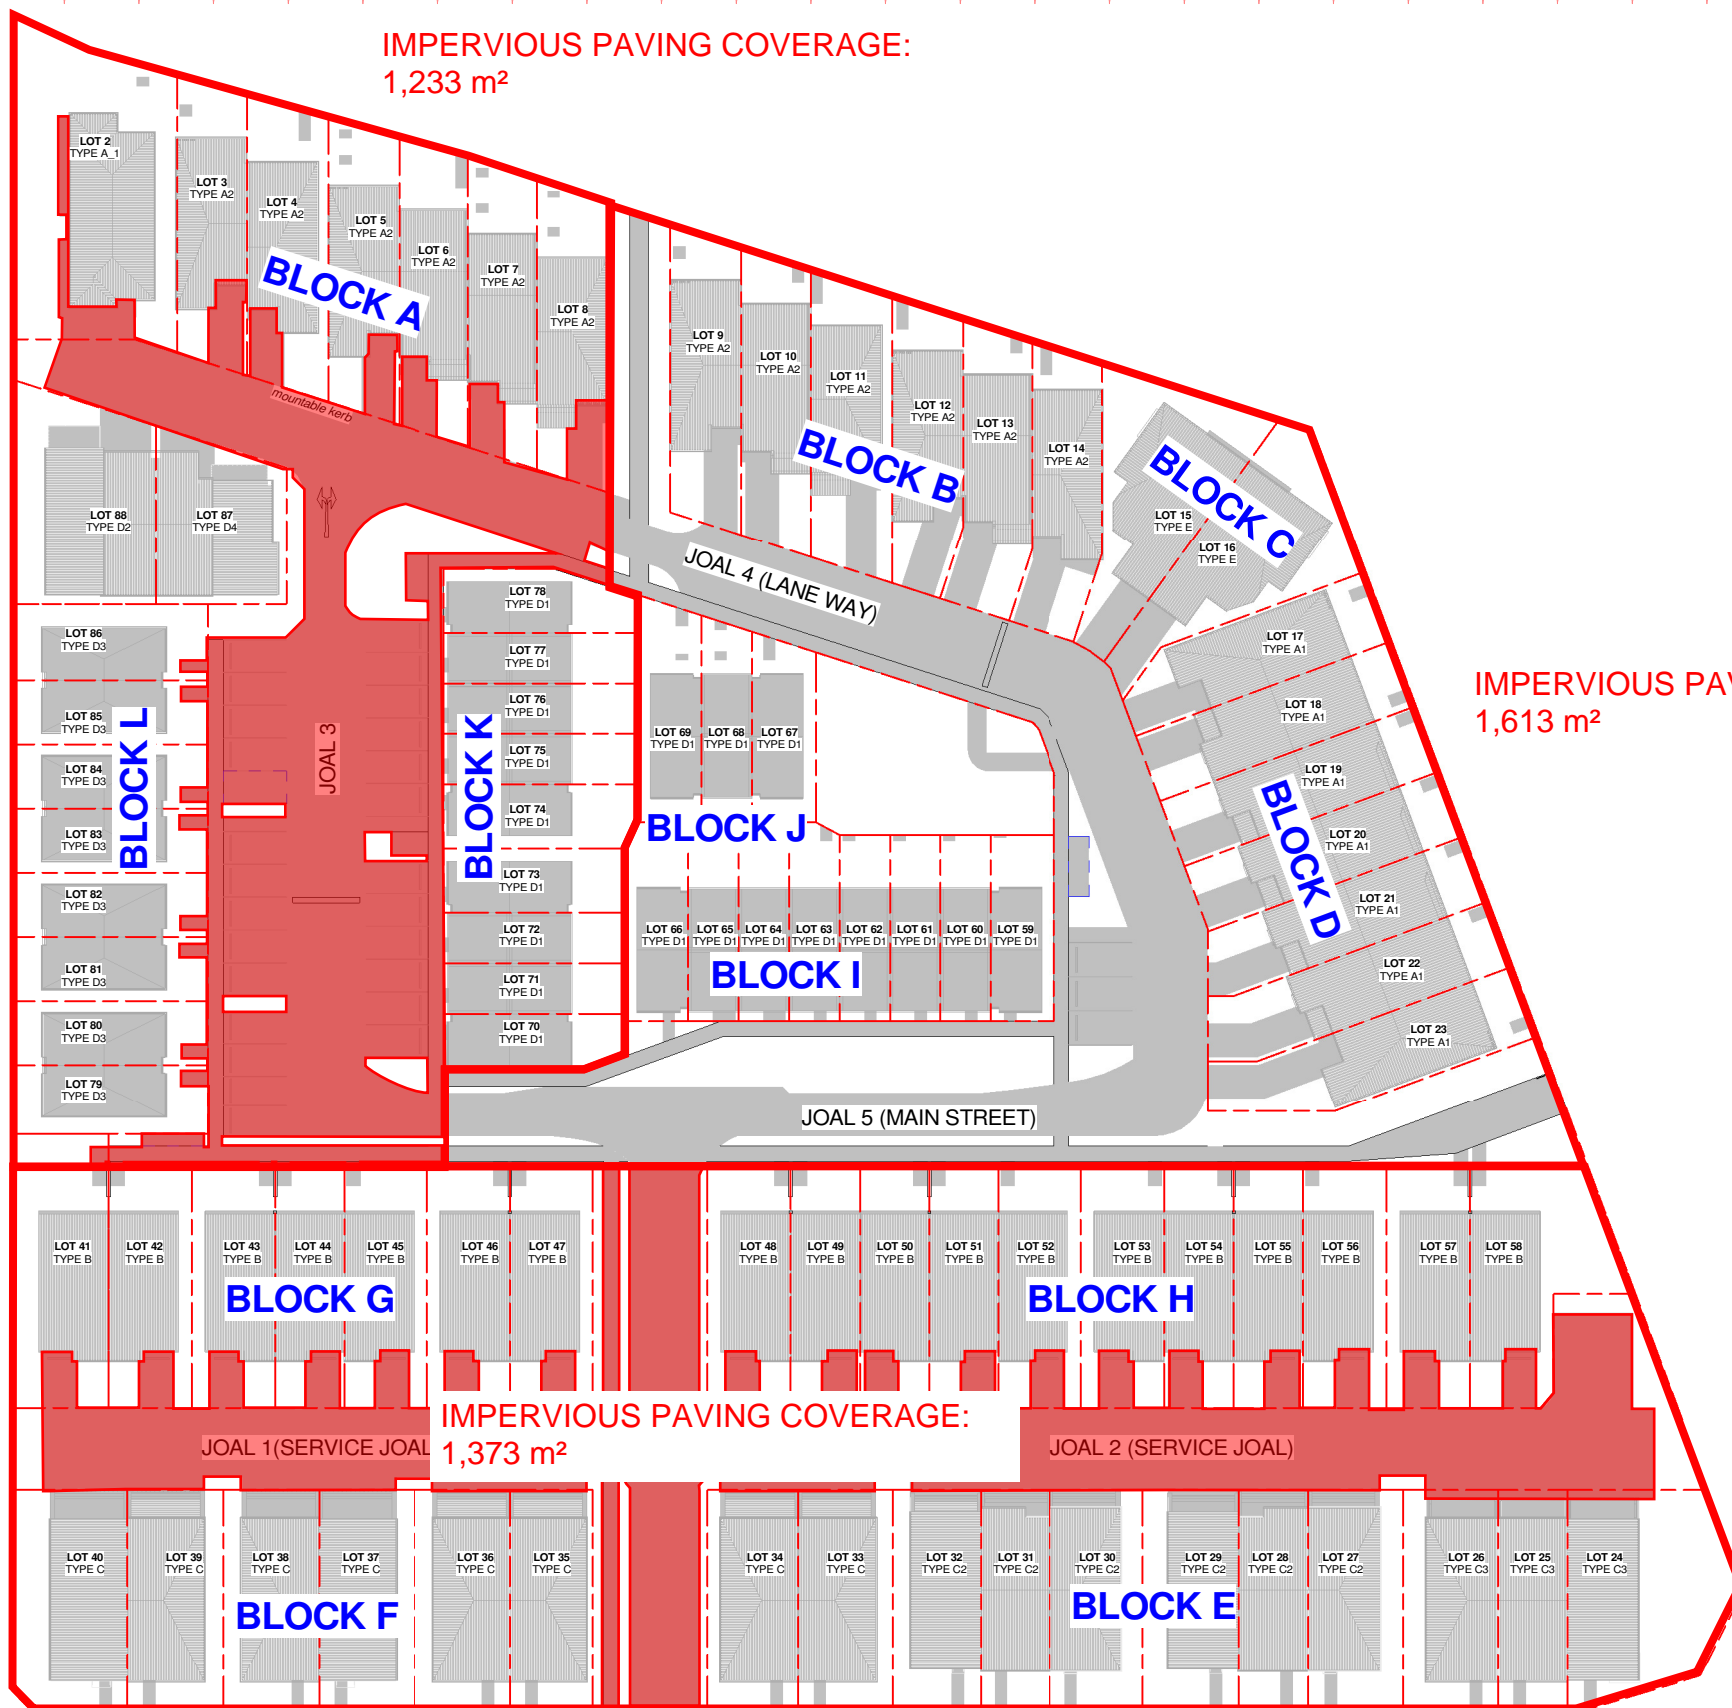 IMPERVIOUS PAVING COVERAGE:
1,233 m²
LOT 2
TYPE A_1
LOT 3
TYPE A2
LOT 4
TYPE A2
LOT 5
TYPE A2
LOT 6
TYPE A2
LOT 7
TYPE A2
LOT 8
TYPE A2
BLOCK A
mountable kerb
LOT 9
TYPE A2
LOT 10
TYPE A2
LOT 11
TYPE A2
LOT 12
TYPE A2
LOT 13
TYPE A2
LOT 14
TYPE A2
BLOCK B
BLOCK C
LOT 15
TYPE E
LOT 16
TYPE E
LOT 88
TYPE D2
LOT 87
TYPE D4
JOAL 4 (LANE WAY)
LOT 78
TYPE D1
LOT 77
TYPE D1
LOT 76
TYPE D1
LOT 75
TYPE D1
LOT 74
TYPE D1
LOT 73
TYPE D1
LOT 72
TYPE D1
LOT 71
TYPE D1
LOT 70
TYPE D1
BLOCK K
LOT 86
TYPE D3
LOT 85
TYPE D3
LOT 84
TYPE D3
LOT 83
TYPE D3
LOT 82
TYPE D3
LOT 81
TYPE D3
LOT 80
TYPE D3
LOT 79
TYPE D3
BLOCK L
JOAL 3
LOT 69
TYPE D1
LOT 68
TYPE D1
LOT 67
TYPE D1
BLOCK J
LOT 66
TYPE D1
LOT 65
TYPE D1
LOT 64
TYPE D1
LOT 63
TYPE D1
LOT 62
TYPE D1
LOT 61
TYPE D1
LOT 60
TYPE D1
LOT 59
TYPE D1
BLOCK I
LOT 17
TYPE A1
LOT 18
TYPE A1
LOT 19
TYPE A1
LOT 20
TYPE A1
LOT 21
TYPE A1
LOT 22
TYPE A1
LOT 23
TYPE A1
BLOCK D
IMPERVIOUS PAV
1,613 m²
JOAL 5 (MAIN STREET)
LOT 41
TYPE B
LOT 42
TYPE B
LOT 43
TYPE B
LOT 44
TYPE B
LOT 45
TYPE B
LOT 46
TYPE B
LOT 47
TYPE B
LOT 48
TYPE B
LOT 49
TYPE B
LOT 50
TYPE B
LOT 51
TYPE B
LOT 52
TYPE B
LOT 53
TYPE B
LOT 54
TYPE B
LOT 55
TYPE B
LOT 56
TYPE B
LOT 57
TYPE B
LOT 58
TYPE B
BLOCK G
BLOCK H
IMPERVIOUS PAVING COVERAGE:
1,373 m²
JOAL 1(SERVICE JOAL
JOAL 2 (SERVICE JOAL)
LOT 40
TYPE C
LOT 39
TYPE C
LOT 38
TYPE C
LOT 37
TYPE C
LOT 36
TYPE C
LOT 35
TYPE C
LOT 34
TYPE C
LOT 33
TYPE C
LOT 32
TYPE C2
LOT 31
TYPE C2
LOT 30
TYPE C2
LOT 29
TYPE C2
LOT 28
TYPE C2
LOT 27
TYPE C2
LOT 26
TYPE C3
LOT 25
TYPE C3
LOT 24
TYPE C3
BLOCK F
BLOCK E